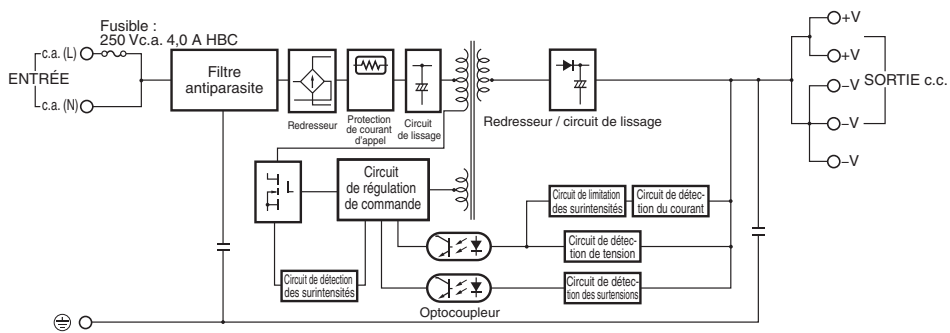 Fusible :
250 Vc.a. 4,0 A HBC
c.a. (L)
ENTRÉE
c.a. (N)
Filtre
antiparasite
Redresseur
Protection
de courant
d'appel
Circuit
de lissage
Redresseur / circuit de lissage
+V
+V
–V
–V
–V
SORTIE c.c.
Circuit
de régulation
de commande
Circuit de limitation
des surintensités
Circuit de détec-
tion du courant
Circuit de détec-
tion de tension
Circuit de détection
des surintensités
Circuit de détec-
tion des surtensions
Optocoupleur